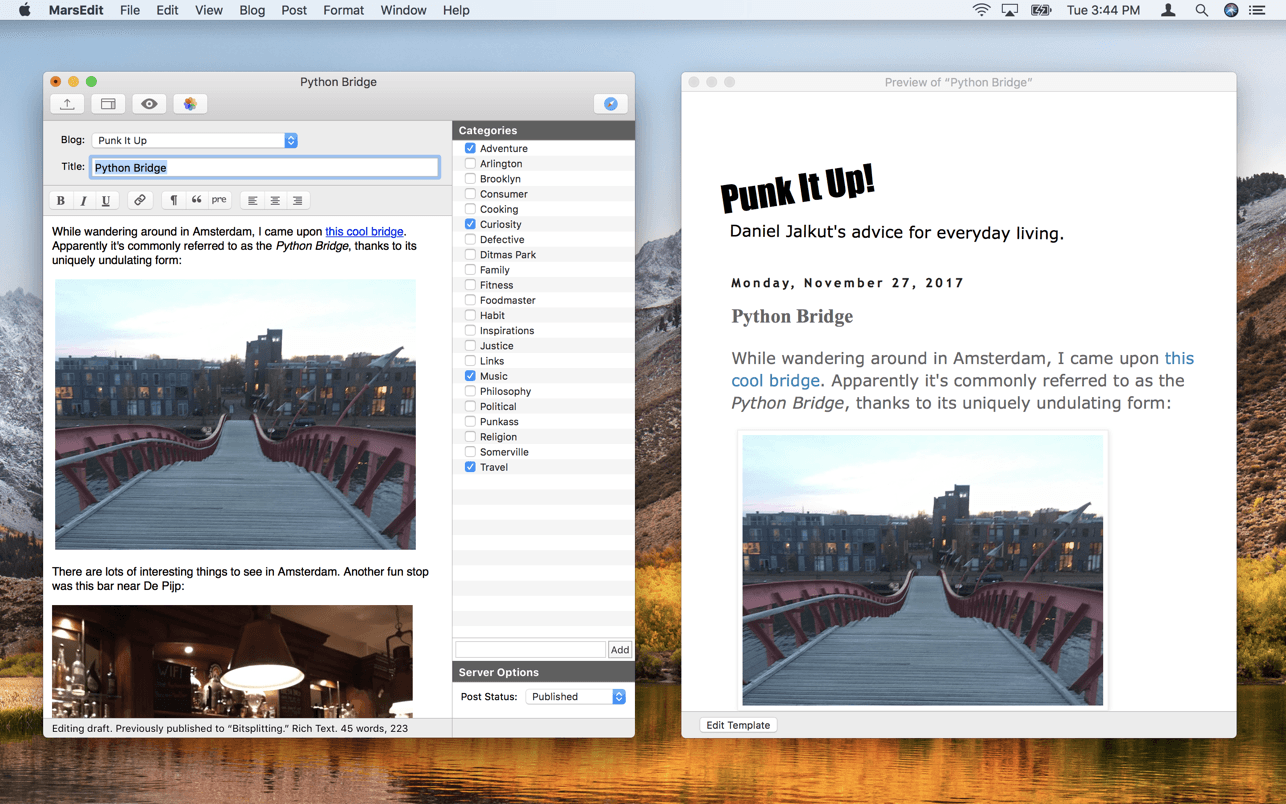 MarsEdit File Edit View Blog Post Format Window Help
Tue 3:44 PM
Python Bridge
Blog: Punk It Up
Title: Python Bridge
B I U ¶ “ pre
While wandering around in Amsterdam, I came upon this cool bridge.
Apparently it's commonly referred to as the Python Bridge, thanks to its
uniquely undulating form:
There are lots of interesting things to see in Amsterdam. Another fun stop
was this bar near De Pijp:
WIFI
Editing draft. Previously published to “Bitsplitting.” Rich Text. 45 words, 223
Categories
Adventure
Arlington
Brooklyn
Consumer
Cooking
Curiosity
Defective
Ditmas Park
Family
Fitness
Foodmaster
Habit
Inspirations
Justice
Links
Music
Philosophy
Political
Punkass
Religion
Somerville
Travel
Add
Server Options
Post Status: Published
Preview of “Python Bridge”
Punk It Up!
Daniel Jalkut's advice for everyday living.
Monday, November 27, 2017
Python Bridge
While wandering around in Amsterdam, I came upon this
cool bridge. Apparently it's commonly referred to as the
Python Bridge, thanks to its uniquely undulating form:
Edit Template